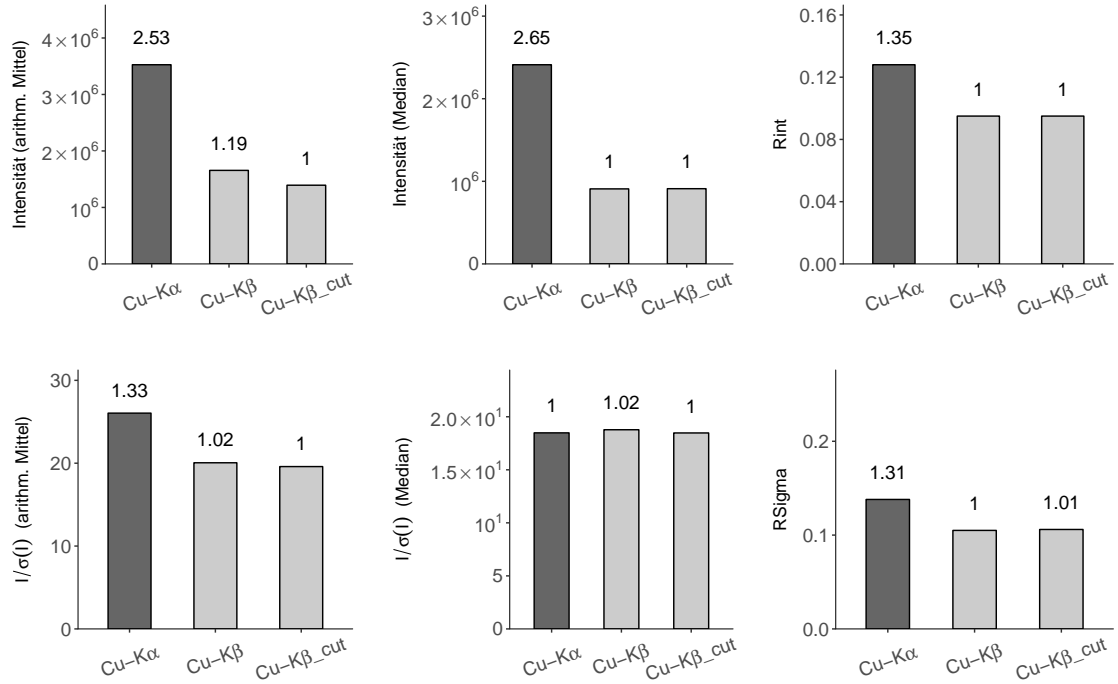 Intensität (arithm. Mittel)
4×10⁶
3×10⁶
2×10⁶
10⁶
0
2.53
1.19
1
Cu−Kα
Cu−Kβ
Cu−Kβ_cut
Intensität (Median)
3×10⁶
2×10⁶
10⁶
0
2.65
1
1
Cu−Kα
Cu−Kβ
Cu−Kβ_cut
Rint
0.16
0.12
0.08
0.04
0.00
1.35
1
1
Cu−Kα
Cu−Kβ
Cu−Kβ_cut
I/σ(I) (arithm. Mittel)
30
20
10
0
1.33
1.02
1
Cu−Kα
Cu−Kβ
Cu−Kβ_cut
I/σ(I) (Median)
2.0×10¹
1.5×10¹
10¹
5
0
1
1.02
1
Cu−Kα
Cu−Kβ
Cu−Kβ_cut
RSigma
0.2
0.1
0.0
1.31
1
1.01
Cu−Kα
Cu−Kβ
Cu−Kβ_cut